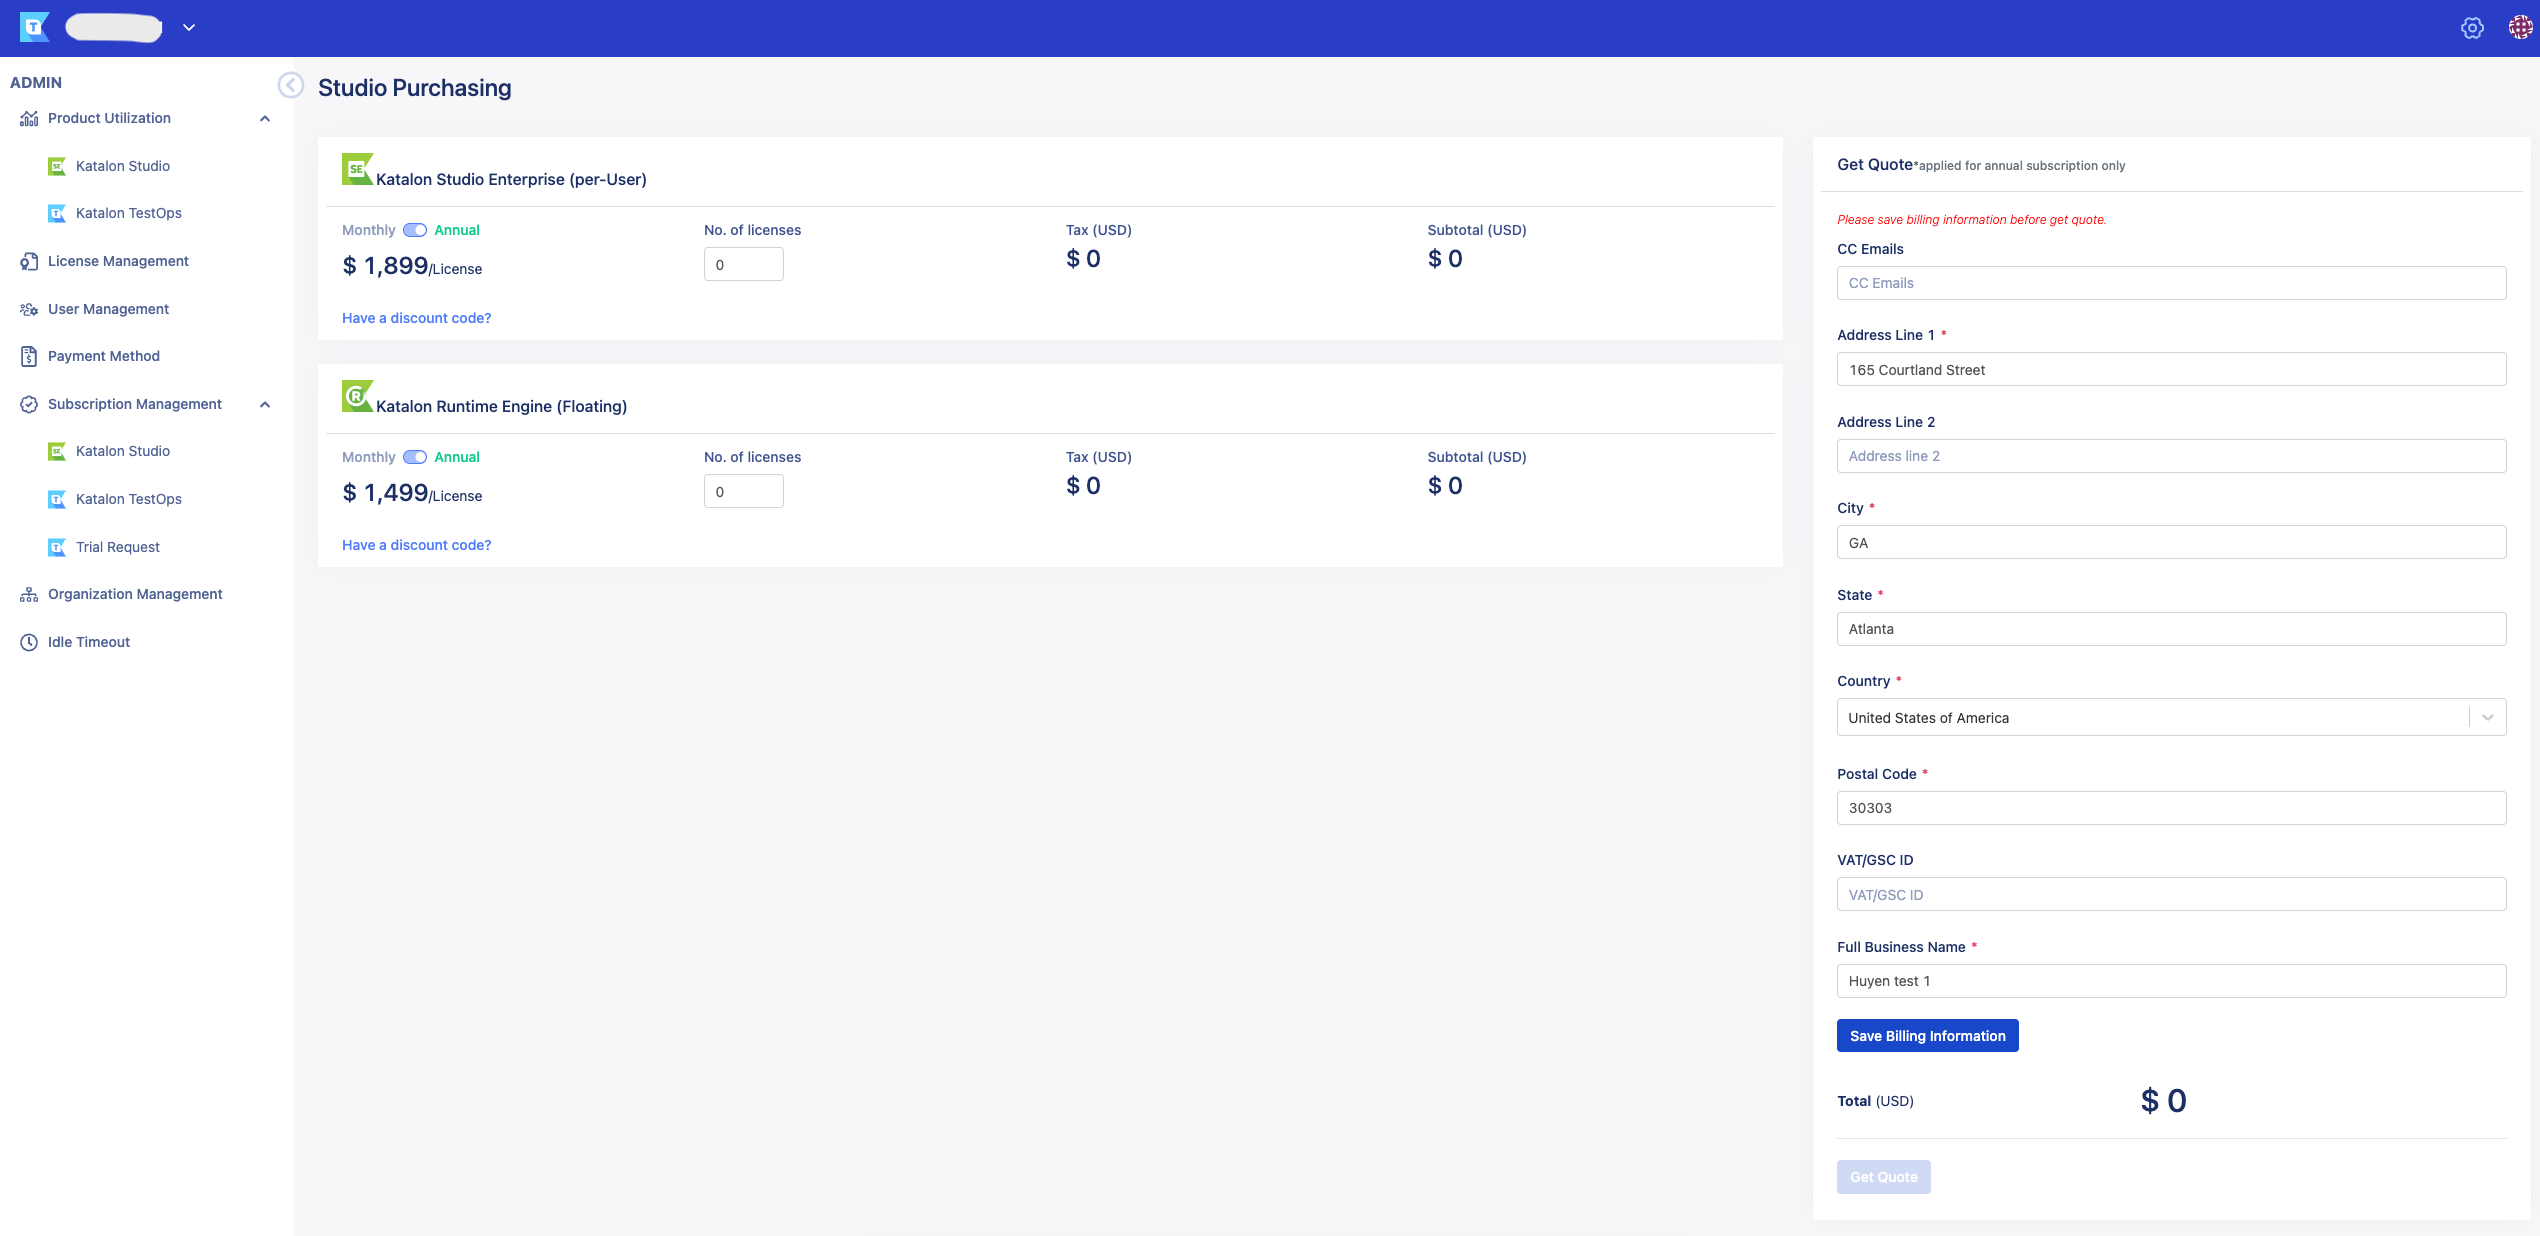 ADMIN
Product Utilization
Katalon Studio
Katalon TestOps
License Management
User Management
Payment Method
Subscription Management
Katalon Studio
Katalon TestOps
Trial Request
Organization Management
Idle Timeout
Studio Purchasing
SE Katalon Studio Enterprise (per-User)
Monthly Annual
$ 1,899/License
No. of licenses
0
Tax (USD)
$ 0
Subtotal (USD)
$ 0
Have a discount code?
R Katalon Runtime Engine (Floating)
Monthly Annual
$ 1,499/License
No. of licenses
0
Tax (USD)
$ 0
Subtotal (USD)
$ 0
Have a discount code?
Get Quote*applied for annual subscription only
Please save billing information before get quote.
CC Emails
CC Emails
Address Line 1 *
165 Courtland Street
Address Line 2
Address line 2
City *
GA
State *
Atlanta
Country *
United States of America
Postal Code *
30303
VAT/GSC ID
VAT/GSC ID
Full Business Name *
Huyen test 1
Save Billing Information
Total (USD)
$ 0
Get Quote